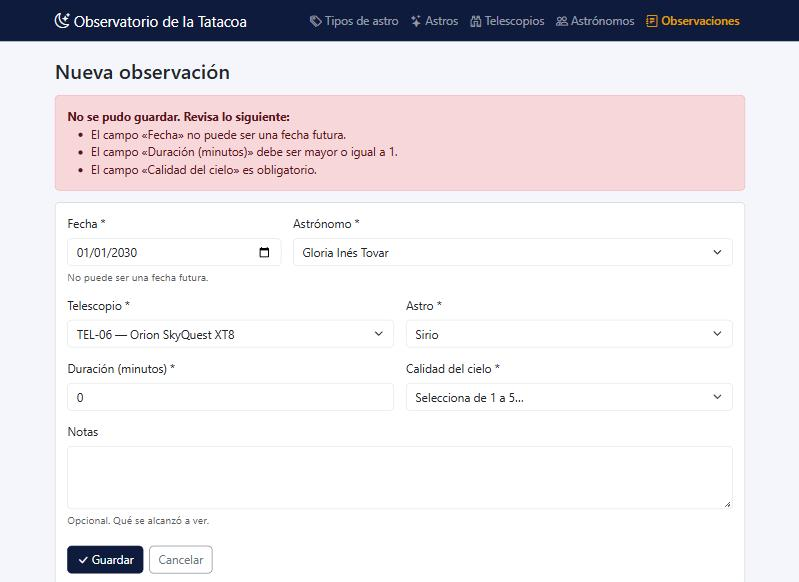 Observatorio de la Tatacoa
Tipos de astro
Astros
Telescopios
Astrónomos
Observaciones
Nueva observación
No se pudo guardar. Revisa lo siguiente:
• El campo «Fecha» no puede ser una fecha futura.
• El campo «Duración (minutos)» debe ser mayor o igual a 1.
• El campo «Calidad del cielo» es obligatorio.
Fecha *
Astrónomo *
01/01/2030
Gloria Inés Tovar
No puede ser una fecha futura.
Telescopio *
Astro *
TEL-06 — Orion SkyQuest XT8
Sirio
Duración (minutos) *
Calidad del cielo *
0
Selecciona de 1 a 5...
Notas
Opcional. Qué se alcanzó a ver.
Guardar
Cancelar